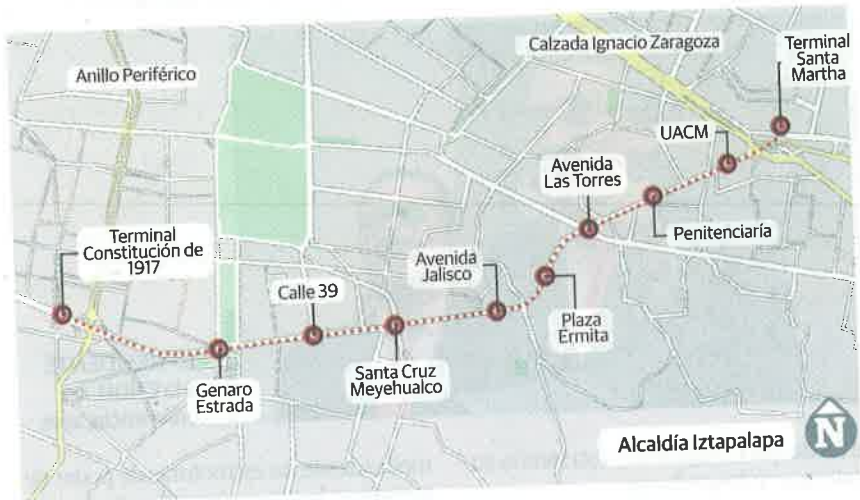 Calzada Ignacio Zaragoza
Terminal
Santa
Martha
Anillo Periférico
UACM
Avenida
Las Torres
Penitenciaría
Terminal
Constitución de
1917
Avenida
Jalisco
Calle 39
Plaza
Ermita
Santa Cruz
Meyehualco
Genaro
Estrada
Alcaldía Iztapalapa
N